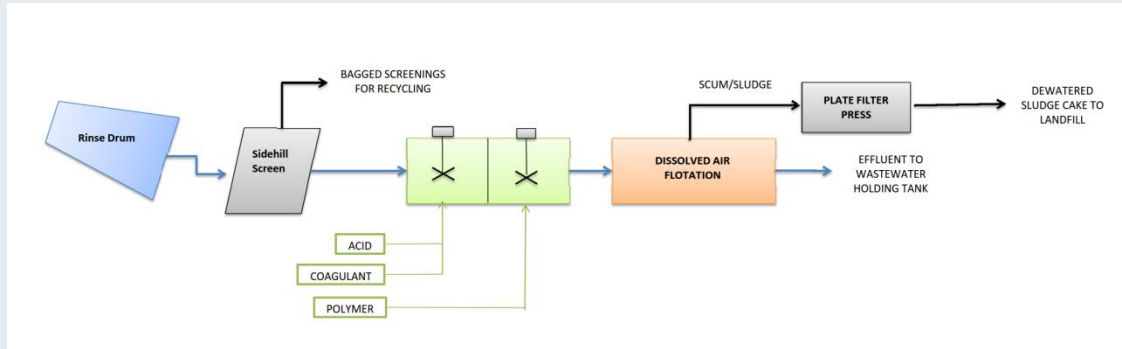 Rinse Drum
Sidehill
Screen
BAGGED SCREENINGS
FOR RECYCLING
ACID
COAGULANT
POLYMER
DISSOLVED AIR
FLOTATION
SCUM/SLUDGE
PLATE FILTER
PRESS
DEWATERED
SLUDGE CAKE TO
LANDFILL
EFFLUENT TO
WASTEWATER
HOLDING TANK